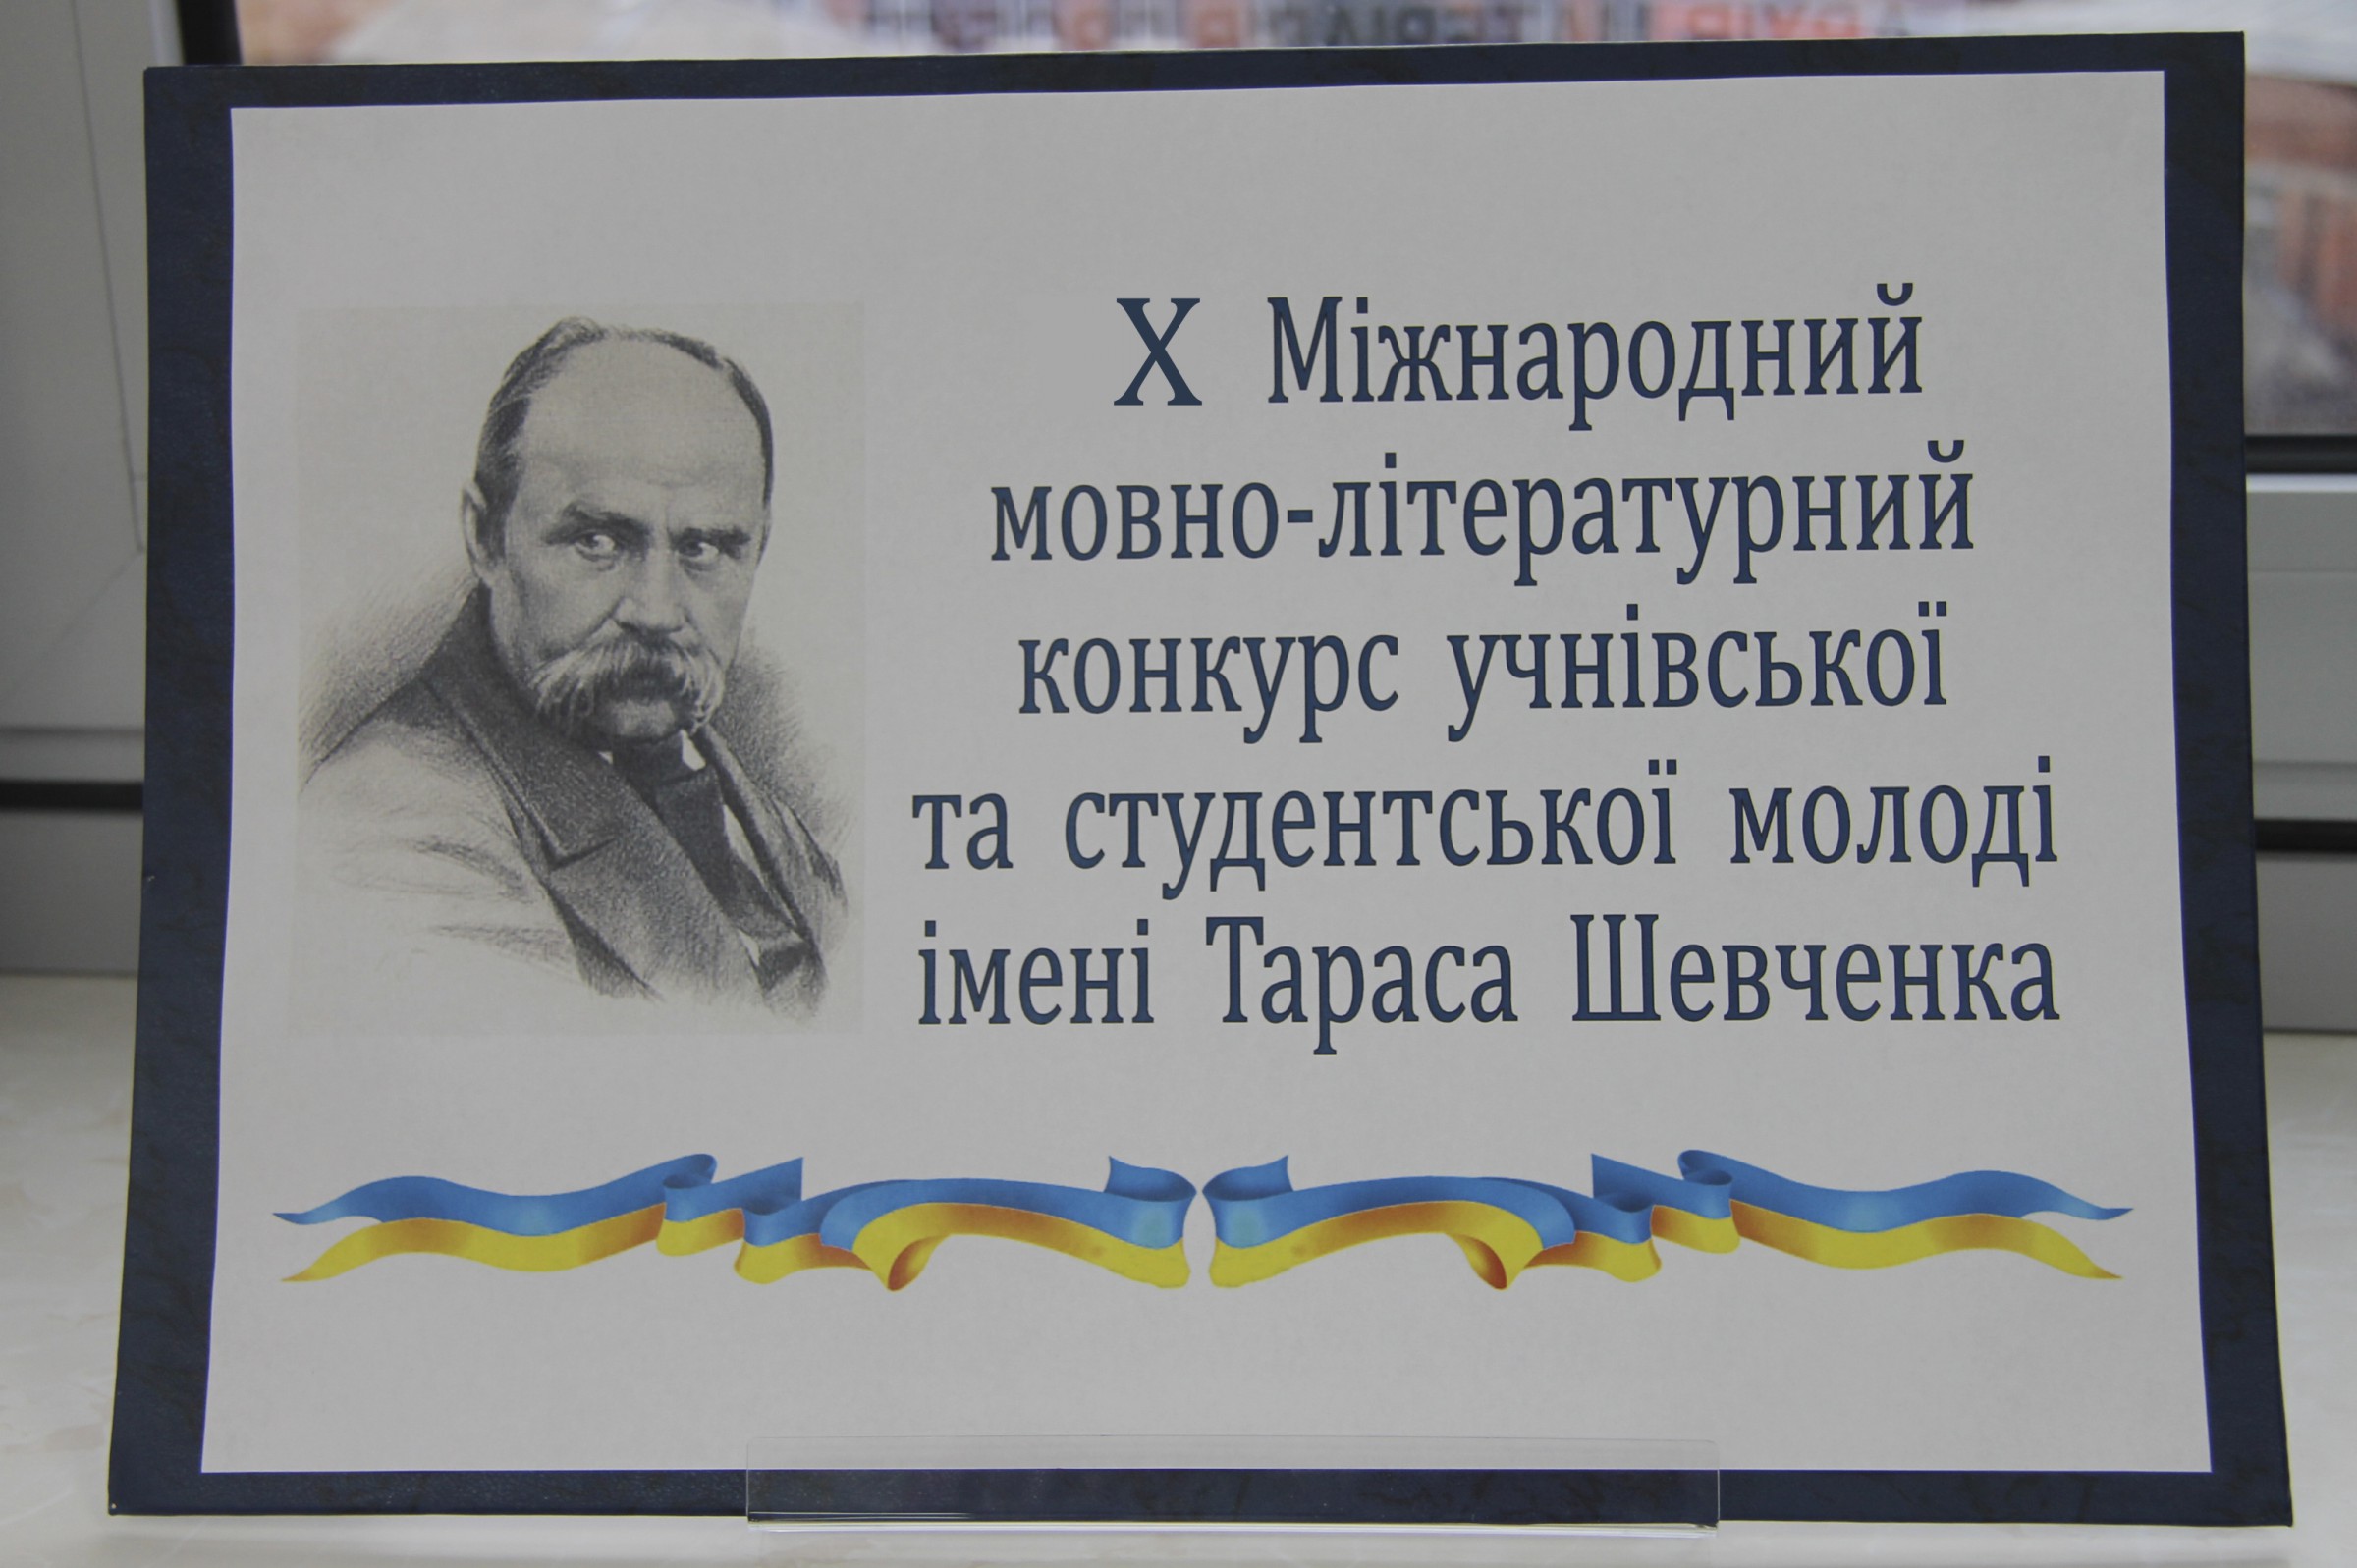 X Міжнародний
мовно-літературний
конкурс учнівської
та студентської молоді
імені Тараса Шевченка